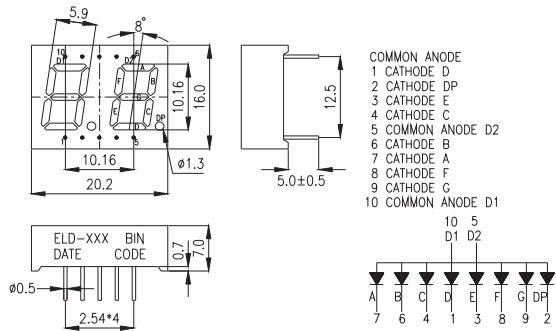 5.9
8°
10
D1
D2
6
A
F
B
G
E
C
D
DP
1
5
10.16
16.0
10.16
ø1.3
20.2
12.5
5.0±0.5
COMMON ANODE
1 CATHODE D
2 CATHODE DP
3 CATHODE E
4 CATHODE C
5 COMMON ANODE D2
6 CATHODE B
7 CATHODE A
8 CATHODE F
9 CATHODE G
10 COMMON ANODE D1
ELD-XXX BIN
DATE CODE
0.7
7.0
ø0.5
2.54*4
10 5
D1 D2
A B C D E F G DP
7 6 4 1 3 8 9 2